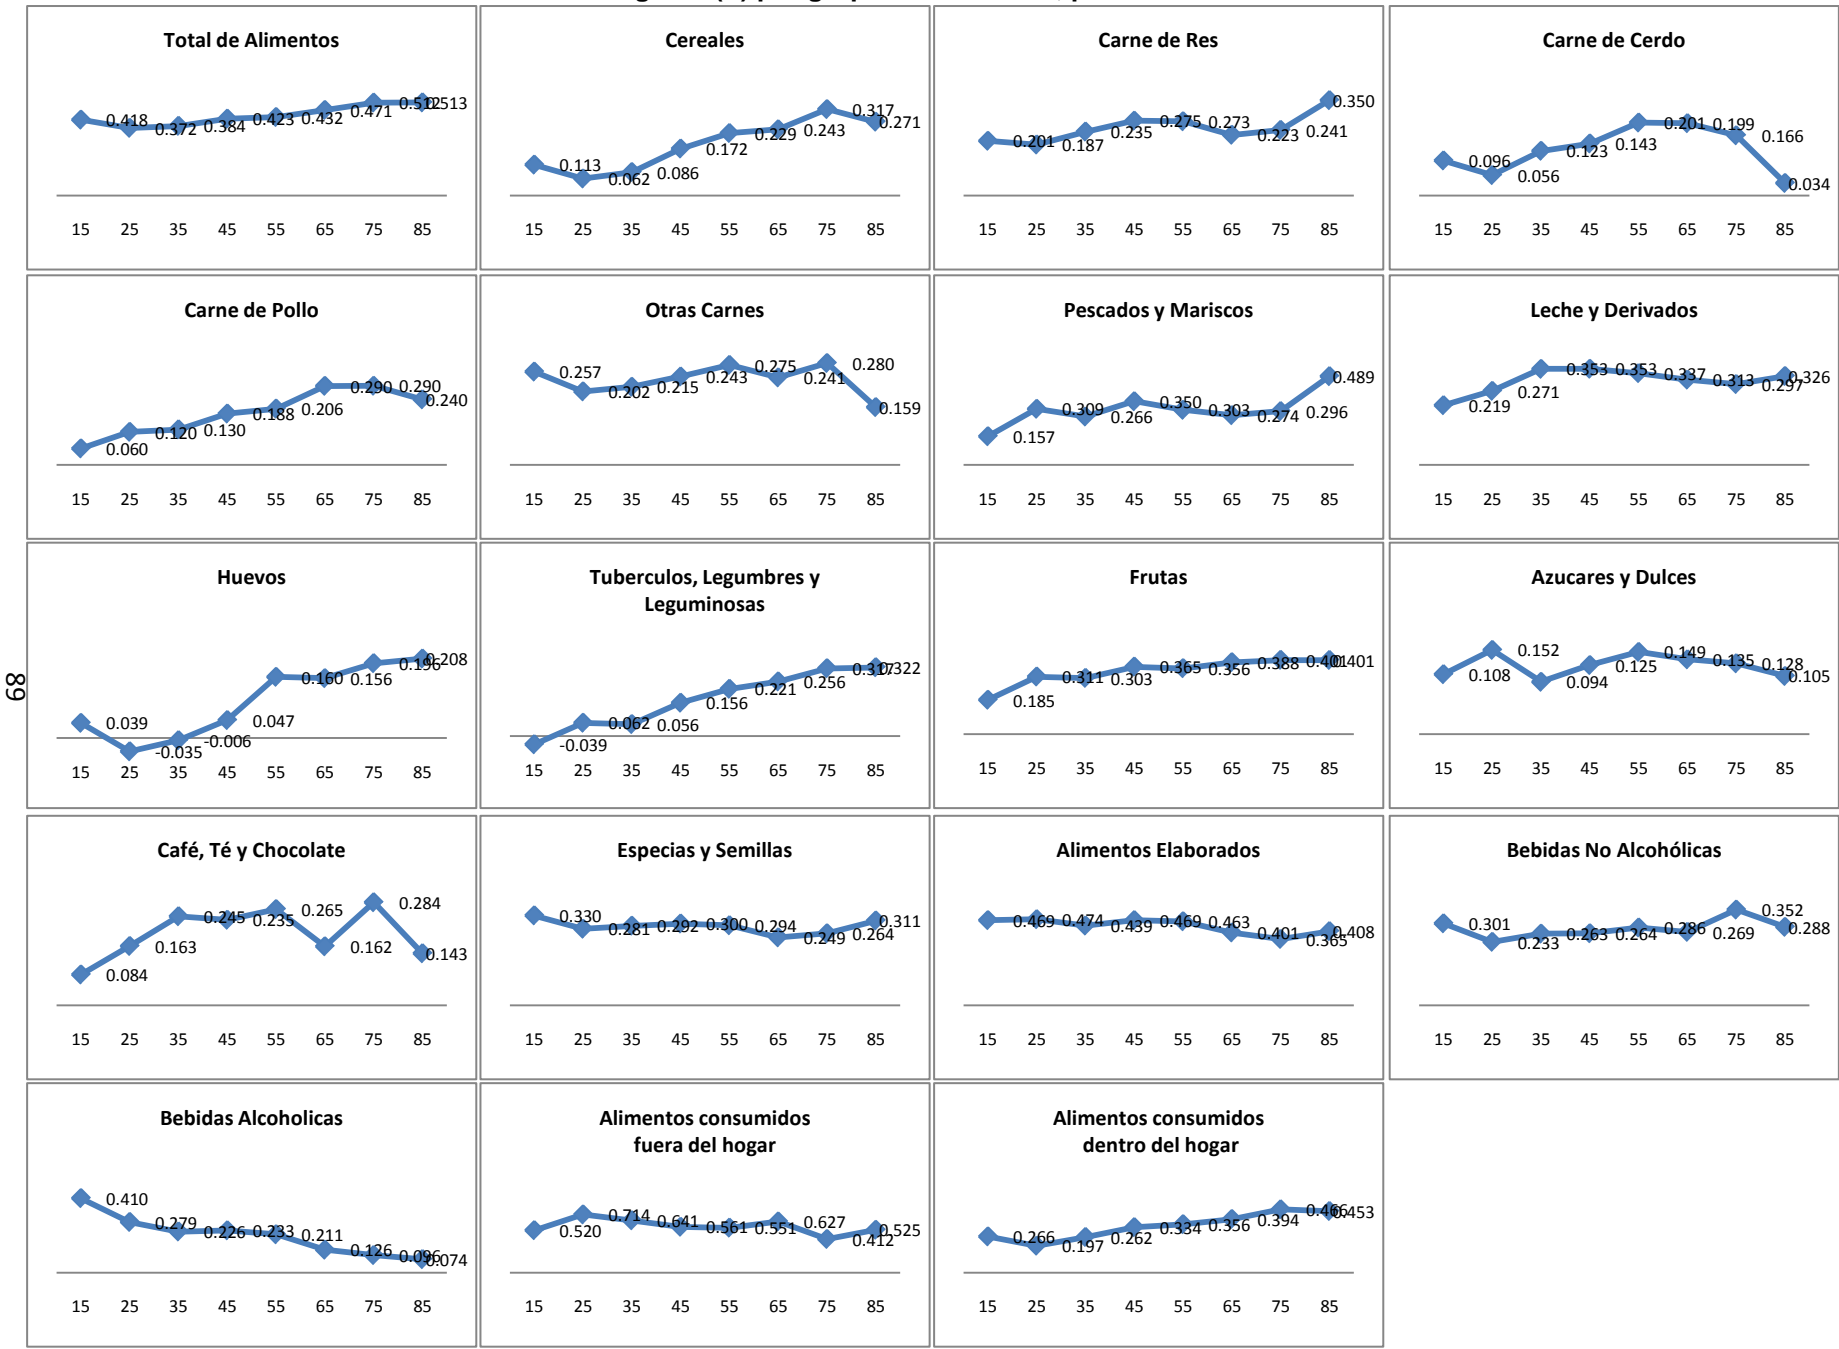 Total de Alimentos
0.418 0.372 0.384 0.423 0.432 0.471 0.512 0.513
15 25 35 45 55 65 75 85
Cereales
0.113 0.062 0.086 0.172 0.229 0.243 0.317 0.271
15 25 35 45 55 65 75 85
Carne de Res
0.201 0.187 0.235 0.275 0.273 0.223 0.241 0.350
15 25 35 45 55 65 75 85
Carne de Cerdo
0.096 0.056 0.123 0.143 0.201 0.199 0.166 0.034
15 25 35 45 55 65 75 85
Carne de Pollo
0.060 0.120 0.130 0.188 0.206 0.290 0.290 0.240
15 25 35 45 55 65 75 85
Otras Carnes
0.257 0.202 0.215 0.243 0.275 0.241 0.280 0.159
15 25 35 45 55 65 75 85
Pescados y Mariscos
0.157 0.309 0.266 0.350 0.303 0.274 0.296 0.489
15 25 35 45 55 65 75 85
Leche y Derivados
0.219 0.271 0.353 0.353 0.337 0.313 0.297 0.326
15 25 35 45 55 65 75 85
Huevos
0.039 -0.035 -0.006 0.047 0.160 0.156 0.196 0.208
15 25 35 45 55 65 75 85
Tuberculos, Legumbres y
Leguminosas
-0.039 0.062 0.056 0.156 0.221 0.256 0.317 0.322
15 25 35 45 55 65 75 85
Frutas
0.185 0.311 0.303 0.365 0.356 0.388 0.401 0.401
15 25 35 45 55 65 75 85
Azucares y Dulces
0.108 0.152 0.094 0.125 0.149 0.135 0.128 0.105
15 25 35 45 55 65 75 85
68
Café, Té y Chocolate
0.084 0.163 0.245 0.235 0.265 0.162 0.284 0.143
15 25 35 45 55 65 75 85
Especias y Semillas
0.330 0.281 0.292 0.300 0.294 0.249 0.264 0.311
15 25 35 45 55 65 75 85
Alimentos Elaborados
0.469 0.474 0.439 0.469 0.463 0.401 0.365 0.408
15 25 35 45 55 65 75 85
Bebidas No Alcohólicas
0.301 0.233 0.263 0.264 0.286 0.269 0.352 0.288
15 25 35 45 55 65 75 85
Bebidas Alcoholicas
0.410 0.279 0.226 0.233 0.211 0.126 0.096 0.074
15 25 35 45 55 65 75 85
Alimentos consumidos
fuera del hogar
0.520 0.714 0.641 0.561 0.551 0.627 0.412 0.525
15 25 35 45 55 65 75 85
Alimentos consumidos
dentro del hogar
0.266 0.197 0.262 0.334 0.356 0.394 0.466 0.453
15 25 35 45 55 65 75 85